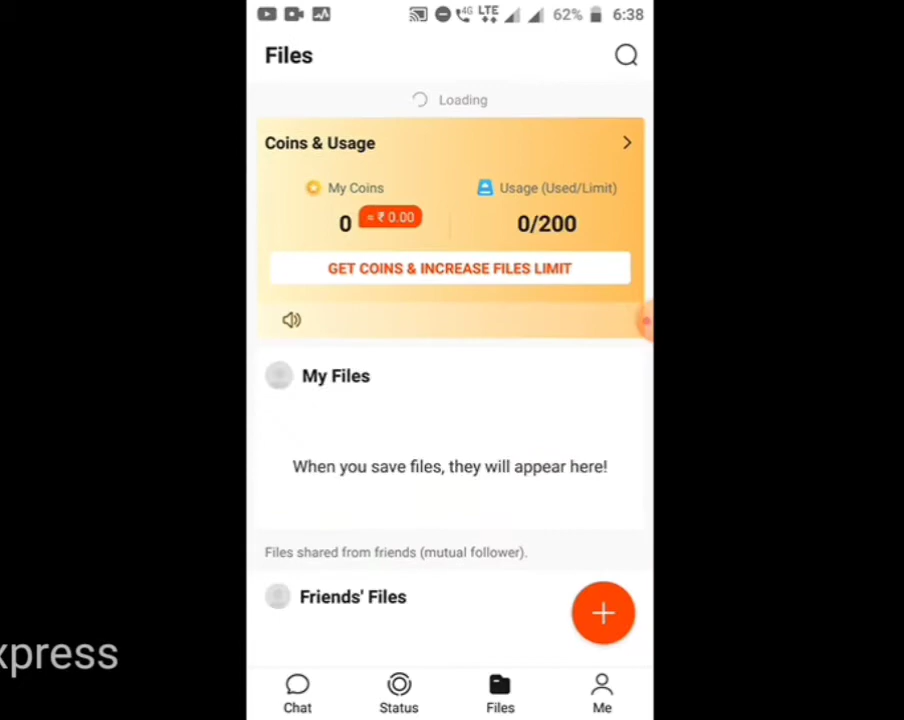 4G LTE 62% 6:38
Files
Loading
Coins & Usage
My Coins Usage (Used/Limit)
0 ≈ ₹ 0.00 0/200
GET COINS & INCREASE FILES LIMIT
My Files
When you save files, they will appear here!
Files shared from friends (mutual follower).
Friends' Files
xpress
Chat Status Files Me